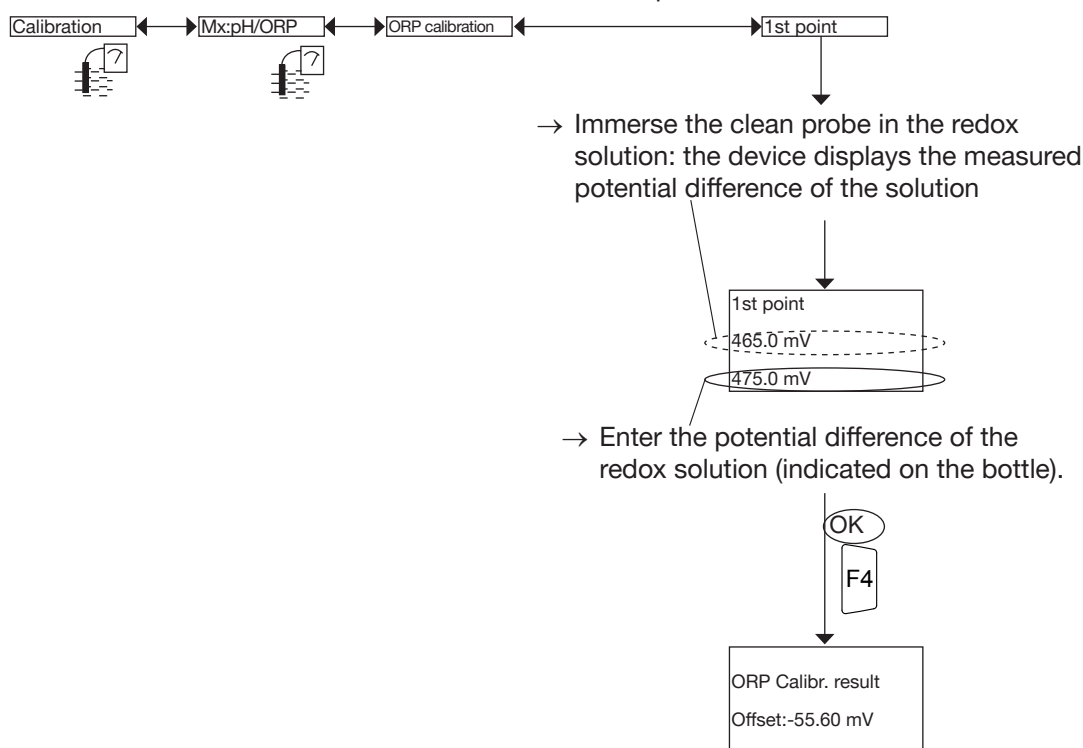 Calibration
Mx:pH/ORP
ORP calibration
1st point
→ Immerse the clean probe in the redox
solution: the device displays the measured
potential difference of the solution
1st point
465.0 mV
475.0 mV
→ Enter the potential difference of the
redox solution (indicated on the bottle).
OK
F4
ORP Calibr. result
Offset:-55.60 mV